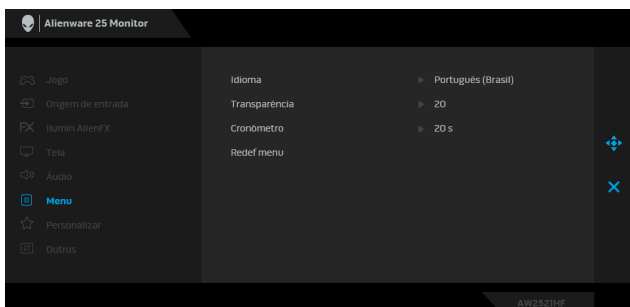 Alienware 25 Monitor
Jogo
Origem de entrada
FX Ilumin AlienFX
Tela
Áudio
Menu
Personalizar
Outros
Idioma Português (Brasil)
Transparência 20
Cronômetro 20 s
Redef menu
AW2521HF